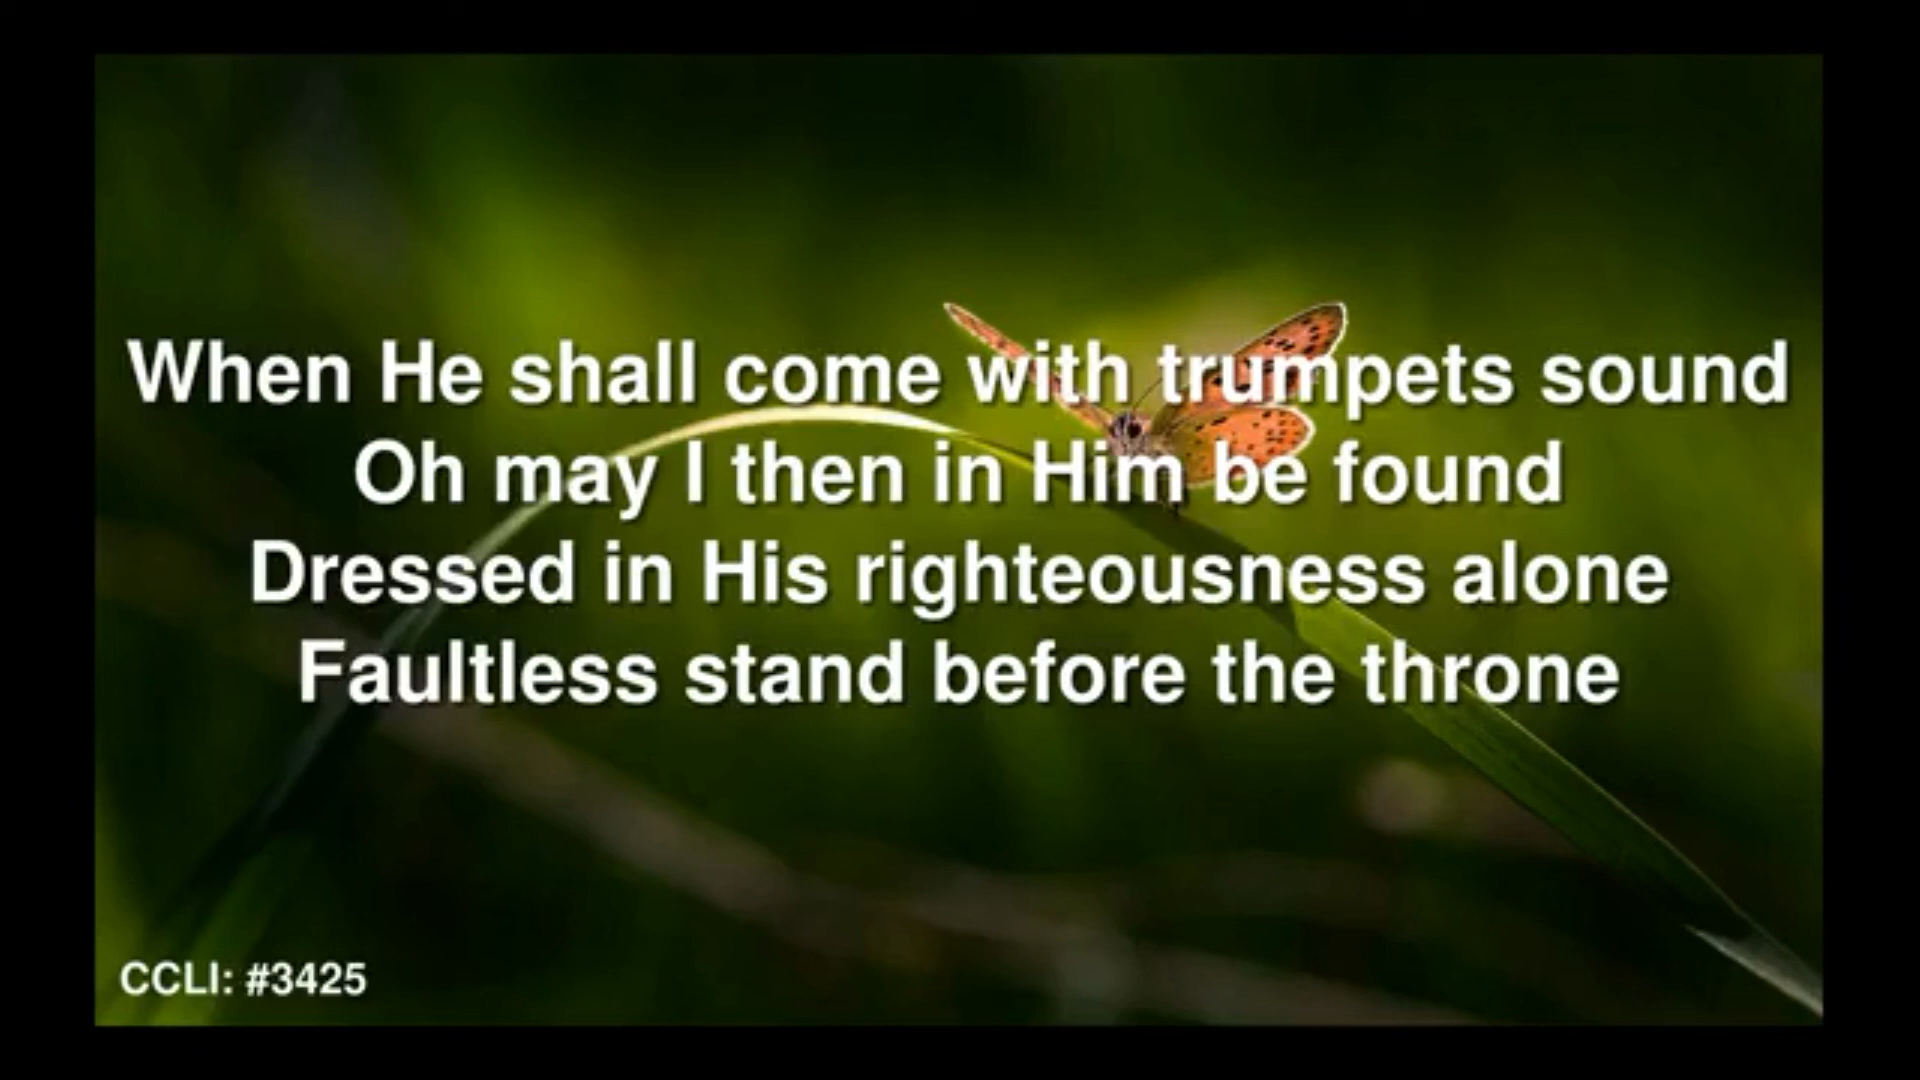 When He shall come with trumpets sound
Oh may I then in Him be found
Dressed in His righteousness alone
Faultless stand before the throne
CCLI: #3425